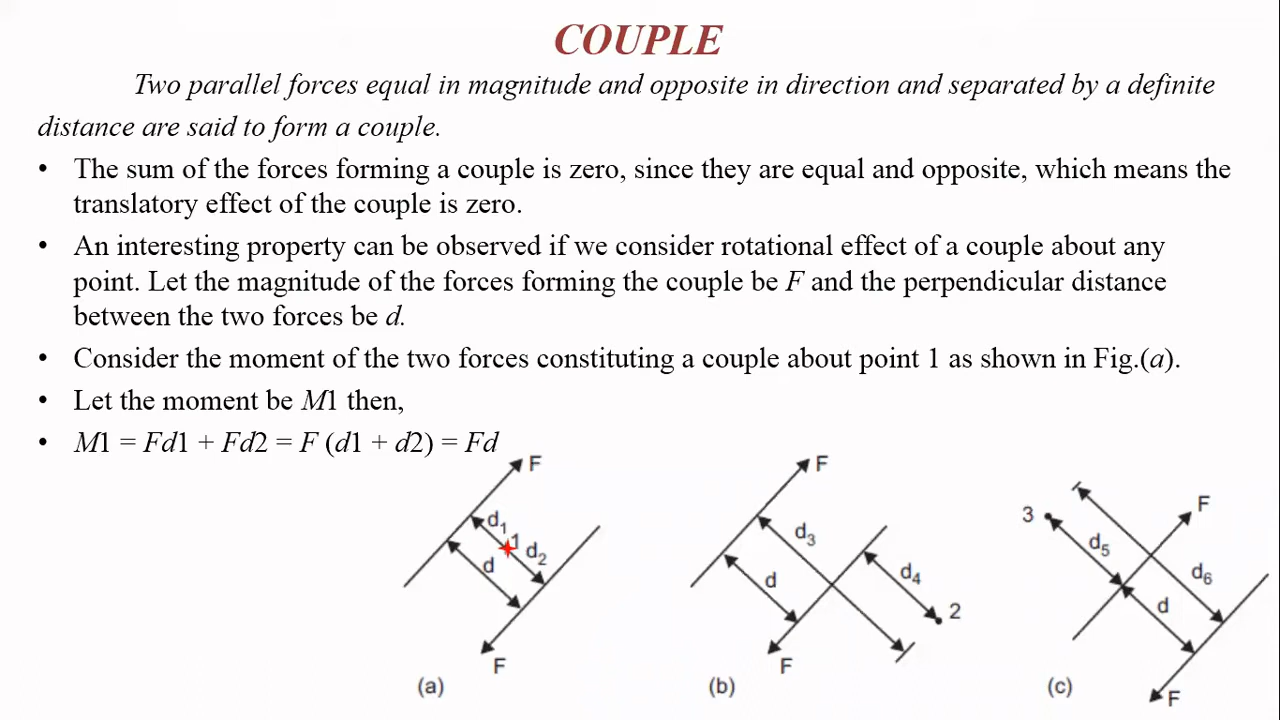 COUPLE
Two parallel forces equal in magnitude and opposite in direction and separated by a definite
distance are said to form a couple.
• The sum of the forces forming a couple is zero, since they are equal and opposite, which means the
translatory effect of the couple is zero.
• An interesting property can be observed if we consider rotational effect of a couple about any
point. Let the magnitude of the forces forming the couple be F and the perpendicular distance
between the two forces be d.
• Consider the moment of the two forces constituting a couple about point 1 as shown in Fig.(a).
• Let the moment be M1 then,
• M1 = Fd1 + Fd2 = F (d1 + d2) = Fd
F
d₁
1
d₂
d
F
(a)
F
d₃
d
d₄
2
F
(b)
3
F
d₅
d₆
d
F
(c)